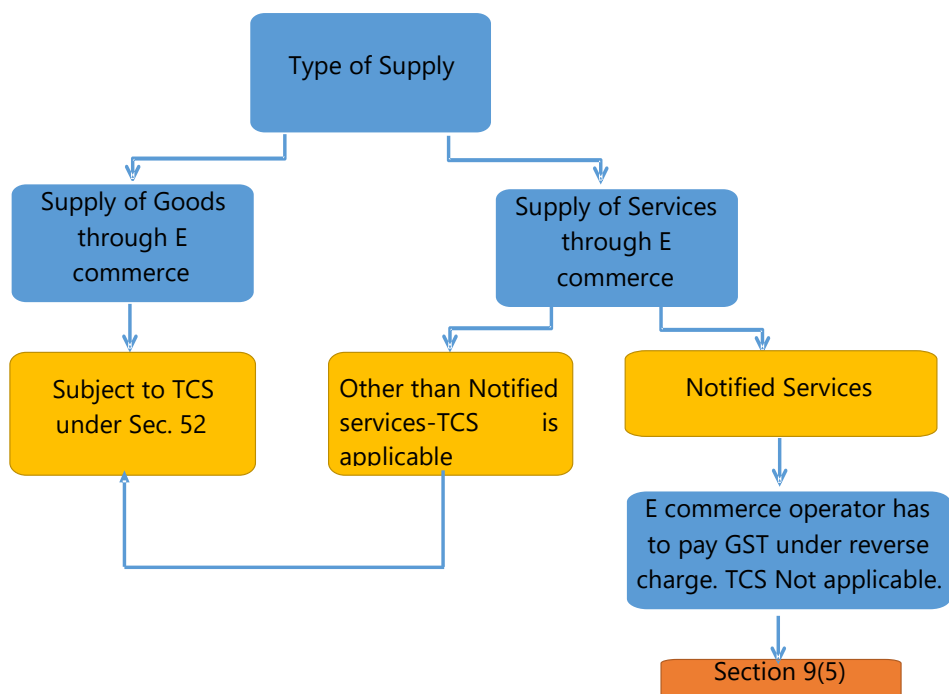 Type of Supply
Supply of Goods
through E
commerce
Supply of Services
through E
commerce
Subject to TCS
under Sec. 52
Other than Notified
services-TCS is
applicable
Notified Services
E commerce operator has
to pay GST under reverse
charge. TCS Not applicable.
Section 9(5)